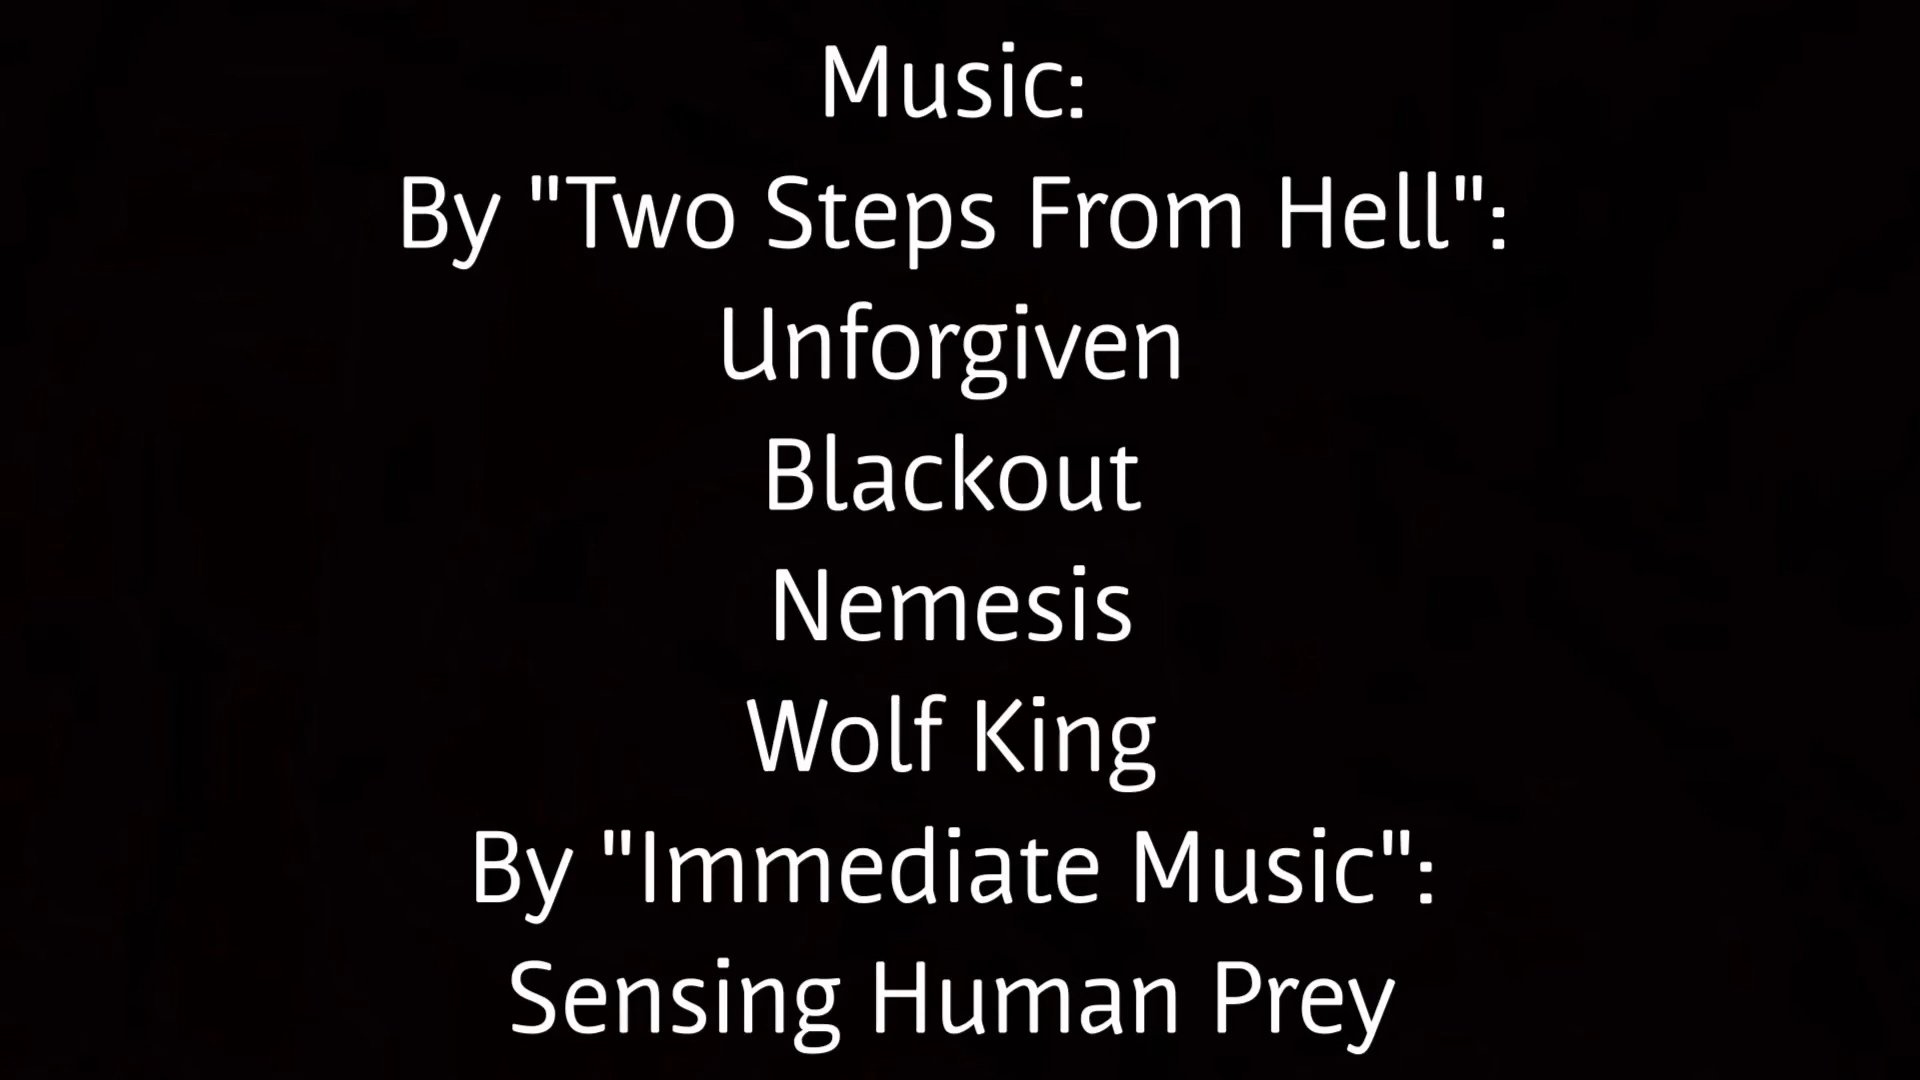 Music:
By "Two Steps From Hell":
Unforgiven
Blackout
Nemesis
Wolf King
By "Immediate Music":
Sensing Human Prey